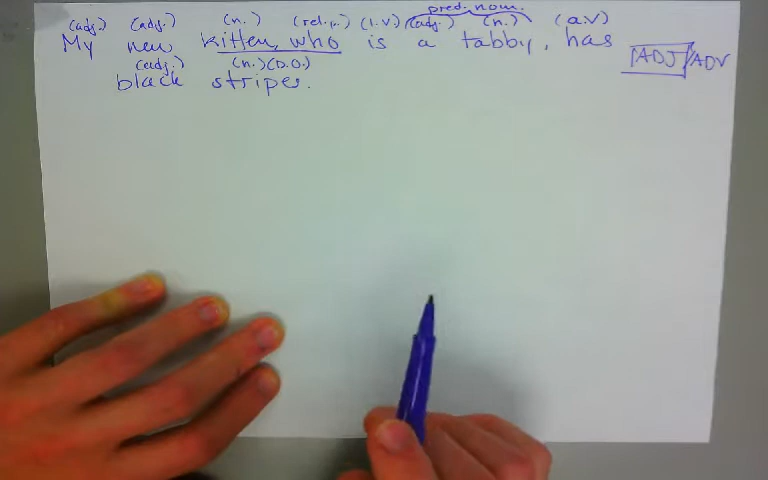 pred. nom.
(adj.) (adj.) (n.) (rel. p.) (l.v) (adj.) (n.) (a.v)
My new kitten, who is a tabby, has
(adj.) (n.) (D.O.)
black stripes.
ADJ/ADV